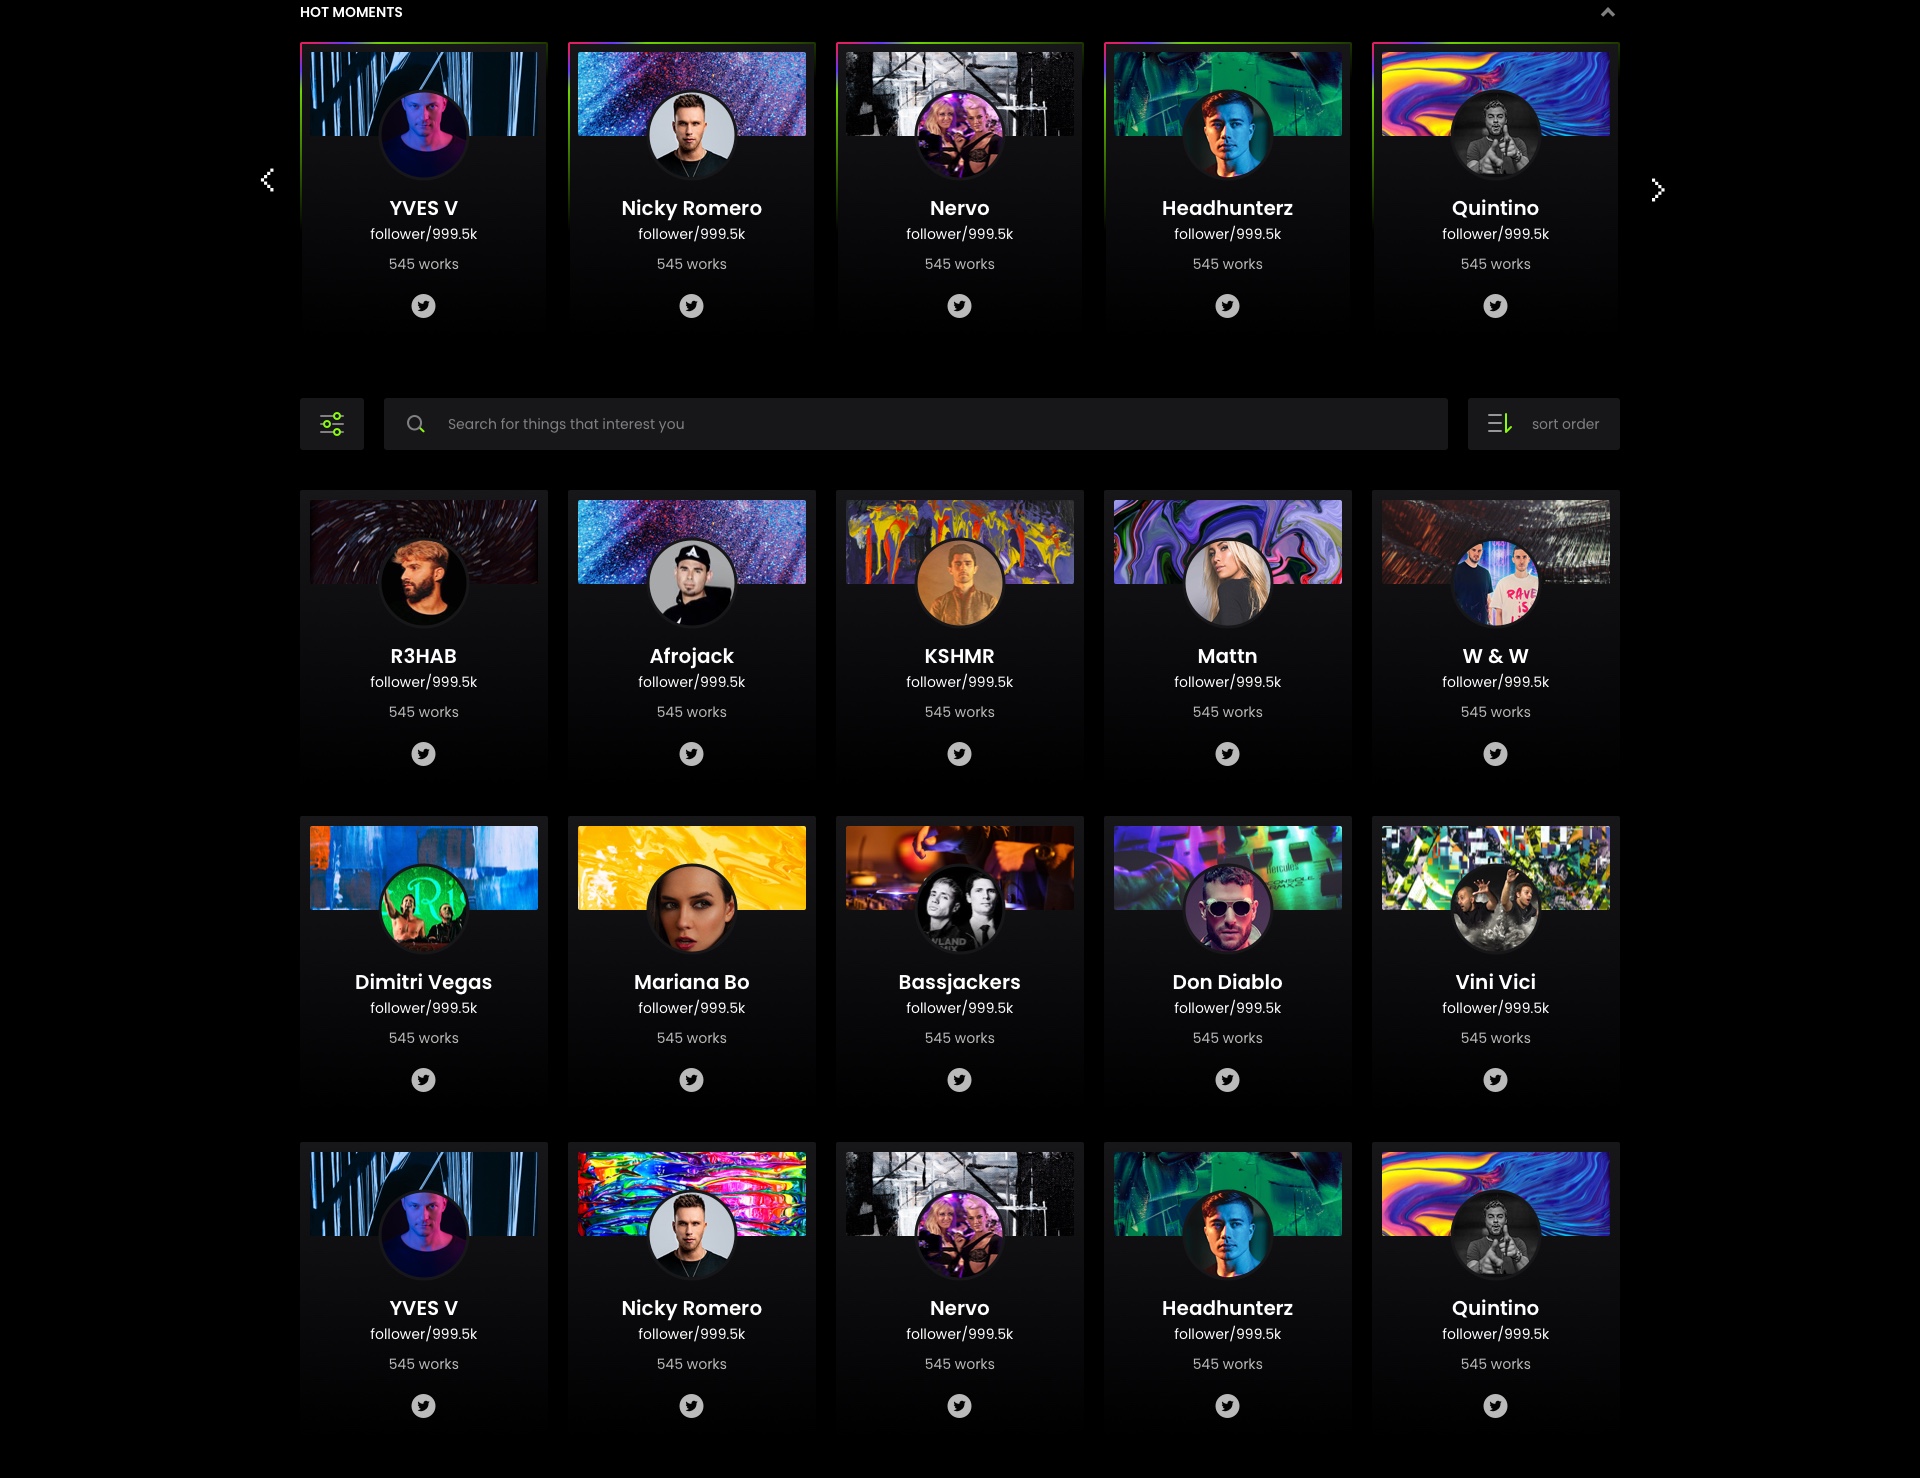 HOT MOMENTS
YVES V
follower/999.5k
545 works
Nicky Romero
follower/999.5k
545 works
Nervo
follower/999.5k
545 works
Headhunterz
follower/999.5k
545 works
Quintino
follower/999.5k
545 works
Search for things that interest you
sort order
RAVE
IS
R3HAB
follower/999.5k
545 works
Afrojack
follower/999.5k
545 works
KSHMR
follower/999.5k
545 works
Mattn
follower/999.5k
545 works
W & W
follower/999.5k
545 works
Hercules
Dimitri Vegas
follower/999.5k
545 works
Mariana Bo
follower/999.5k
545 works
Bassjackers
follower/999.5k
545 works
Don Diablo
follower/999.5k
545 works
Vini Vici
follower/999.5k
545 works
YVES V
follower/999.5k
545 works
Nicky Romero
follower/999.5k
545 works
Nervo
follower/999.5k
545 works
Headhunterz
follower/999.5k
545 works
Quintino
follower/999.5k
545 works